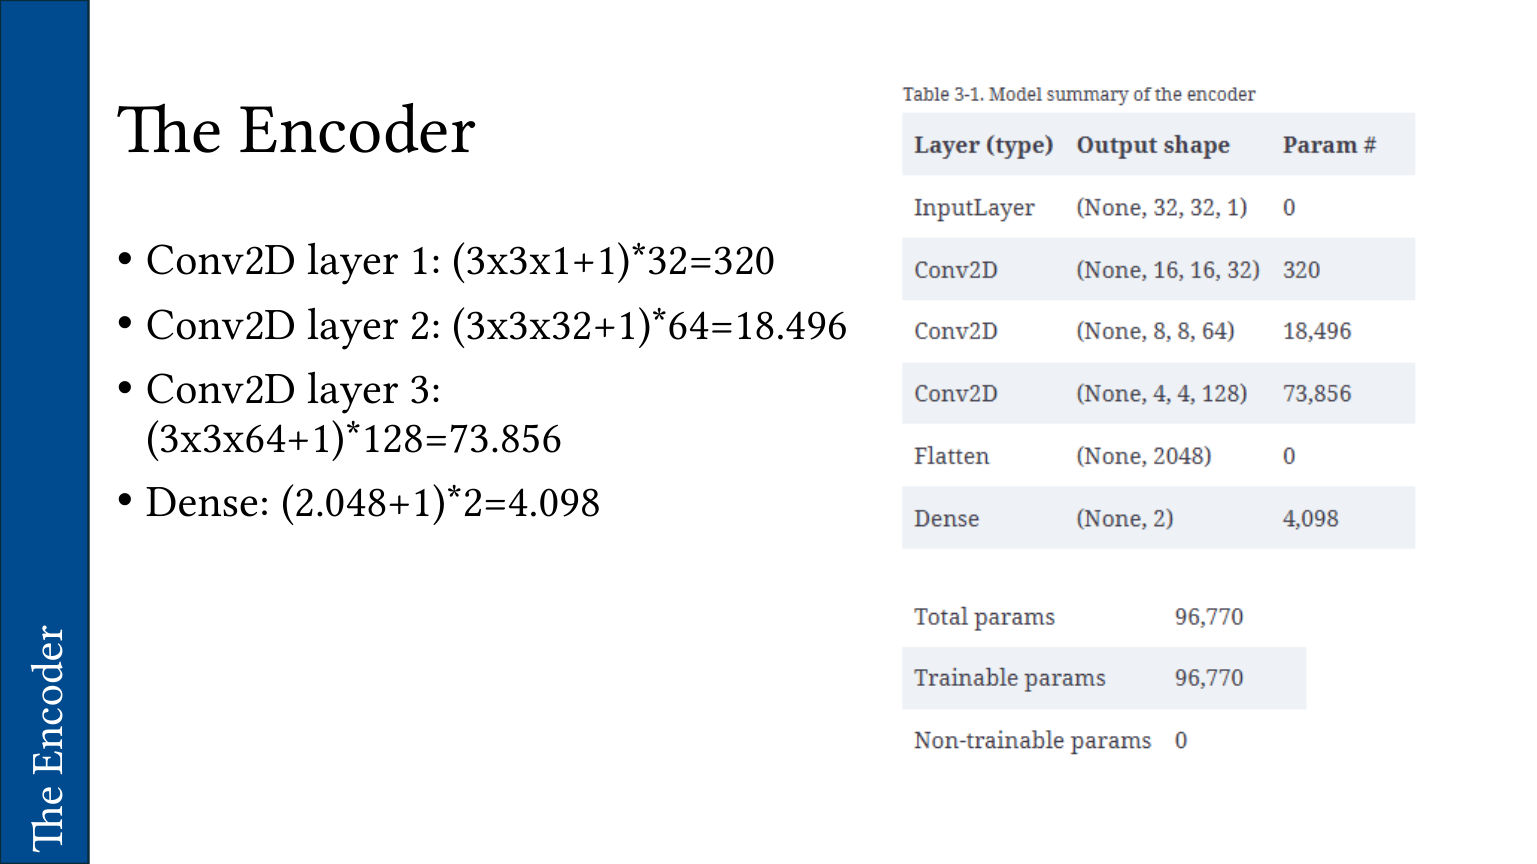 The Encoder
The Encoder
• Conv2D layer 1: (3x3x1+1)*32=320
• Conv2D layer 2: (3x3x32+1)*64=18.496
• Conv2D layer 3:
(3x3x64+1)*128=73.856
• Dense: (2.048+1)*2=4.098
Table 3-1. Model summary of the encoder
Layer (type) Output shape Param #
InputLayer (None, 32, 32, 1) 0
Conv2D (None, 16, 16, 32) 320
Conv2D (None, 8, 8, 64) 18,496
Conv2D (None, 4, 4, 128) 73,856
Flatten (None, 2048) 0
Dense (None, 2) 4,098
Total params 96,770
Trainable params 96,770
Non-trainable params 0